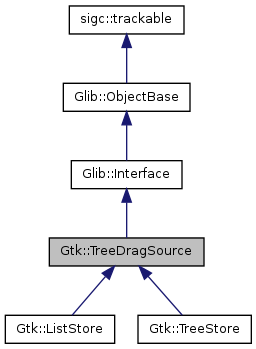 sigc::trackable
Glib::ObjectBase
Glib::Interface
Gtk::TreeDragSource
Gtk::ListStore
Gtk::TreeStore